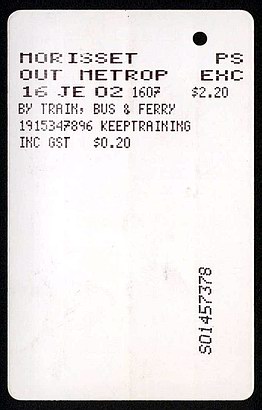 MORISSET PS
OUT METROP EXC
16 JE 02 1607 $2.20
BY TRAIN, BUS & FERRY
1915347896 KEEPTRAINING
INC GST $0.20
S01457378